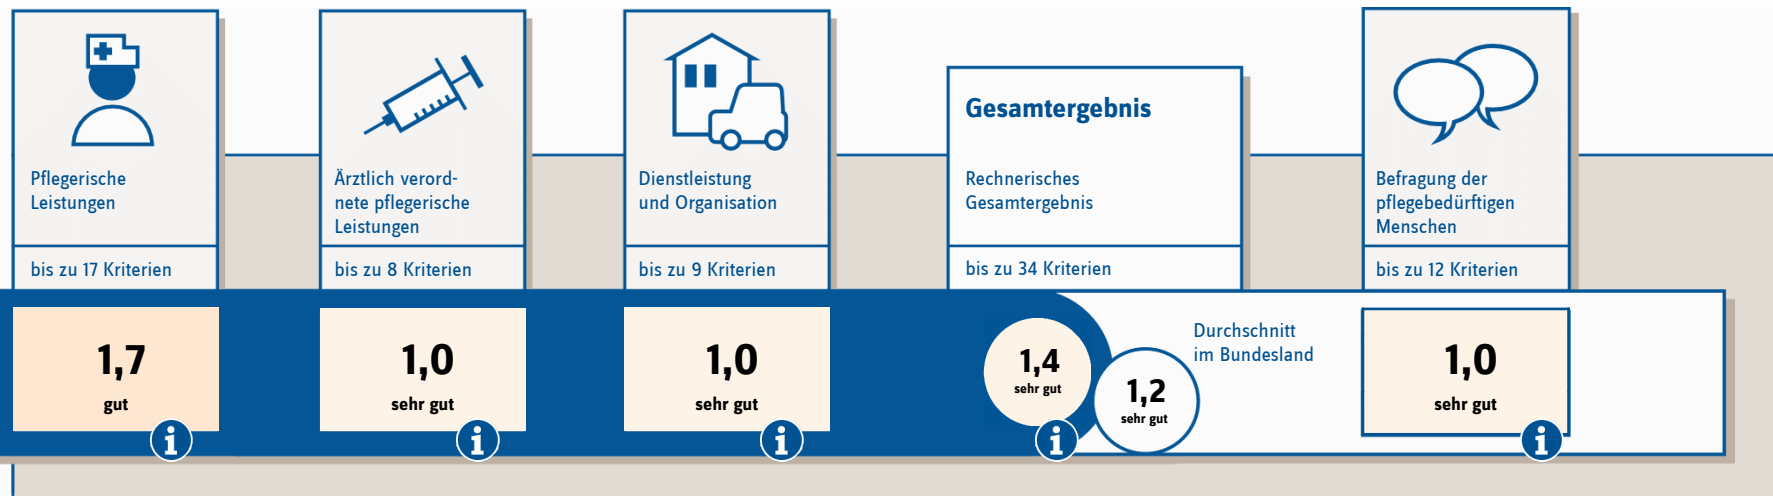 Pflegerische
Leistungen
bis zu 17 Kriterien
1,7
gut
i
Ärztlich verord-
nete pflegerische
Leistungen
bis zu 8 Kriterien
1,0
sehr gut
i
Dienstleistung
und Organisation
bis zu 9 Kriterien
1,0
sehr gut
i
Gesamtergebnis
Rechnerisches
Gesamtergebnis
bis zu 34 Kriterien
1,4
sehr gut
i
1,2
sehr gut
Durchschnitt
im Bundesland
Befragung der
pflegebedürftigen
Menschen
bis zu 12 Kriterien
1,0
sehr gut
i